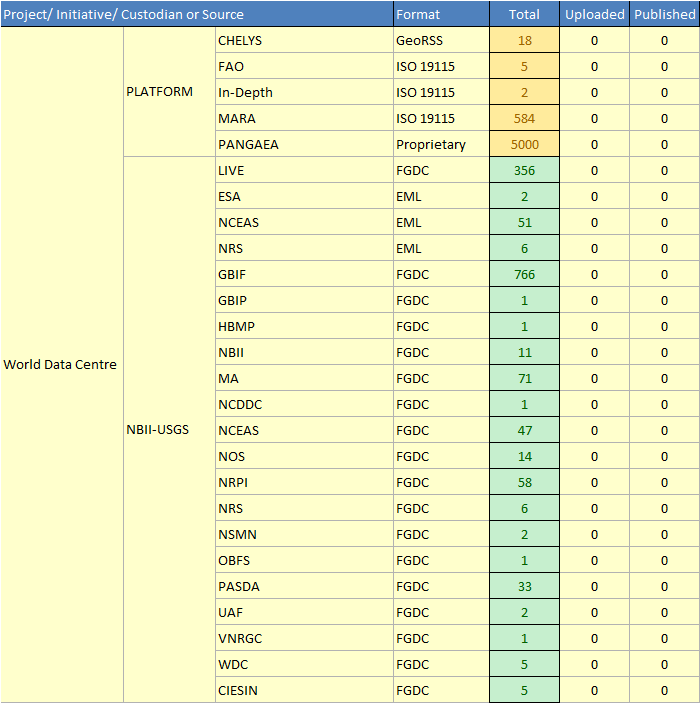 Project/ Initiative/ Custodian or Source Format Total Uploaded Published
CHELYS GeoRSS 18 0 0
FAO ISO 19115 5 0 0
PLATFORM In-Depth ISO 19115 2 0 0
MARA ISO 19115 584 0 0
PANGAEA Proprietary 5000 0 0
LIVE FGDC 356 0 0
ESA EML 2 0 0
NCEAS EML 51 0 0
NRS EML 6 0 0
GBIF FGDC 766 0 0
GBIP FGDC 1 0 0
HBMP FGDC 1 0 0
NBII FGDC 11 0 0
World Data Centre MA FGDC 71 0 0
NCDDC FGDC 1 0 0
NBII-USGS NCEAS FGDC 47 0 0
NOS FGDC 14 0 0
NRPI FGDC 58 0 0
NRS FGDC 6 0 0
NSMN FGDC 2 0 0
OBFS FGDC 1 0 0
PASDA FGDC 33 0 0
UAF FGDC 2 0 0
VNRGC FGDC 1 0 0
WDC FGDC 5 0 0
CIESIN FGDC 5 0 0